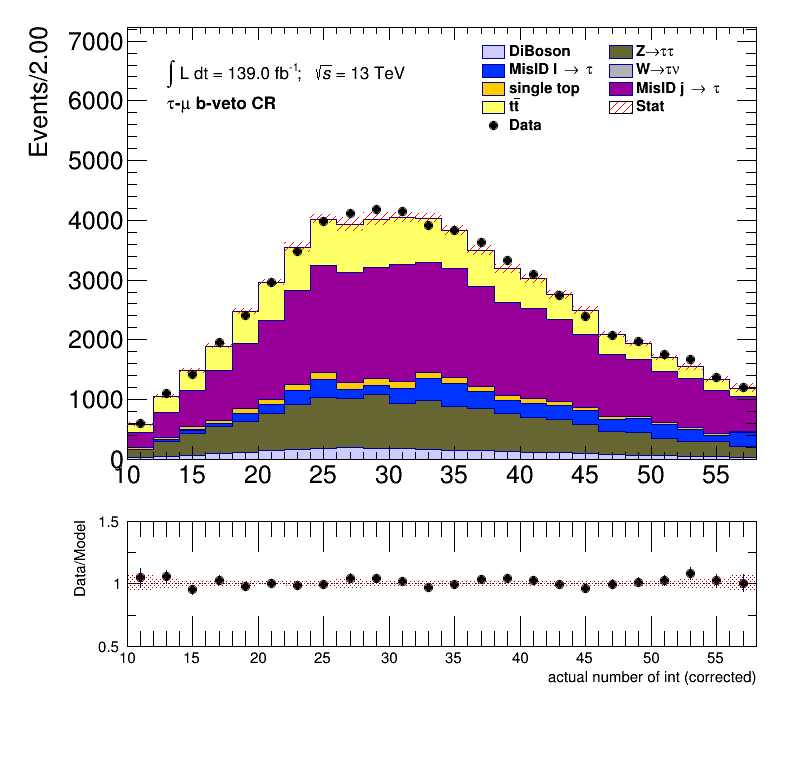 7000
6000
5000
4000
3000
2000
1000
0
Events/2.00
∫ L dt = 139.0 fb⁻¹; √s = 13 TeV
τ-μ b-veto CR
DiBoson
MisID l → τ
single top
tt̄
Data
Z→ττ
W→τν
MisID j → τ
Stat
10 15 20 25 30 35 40 45 50 55
Data/Model
1.5
1
0.5
10 15 20 25 30 35 40 45 50 55
actual number of int (corrected)